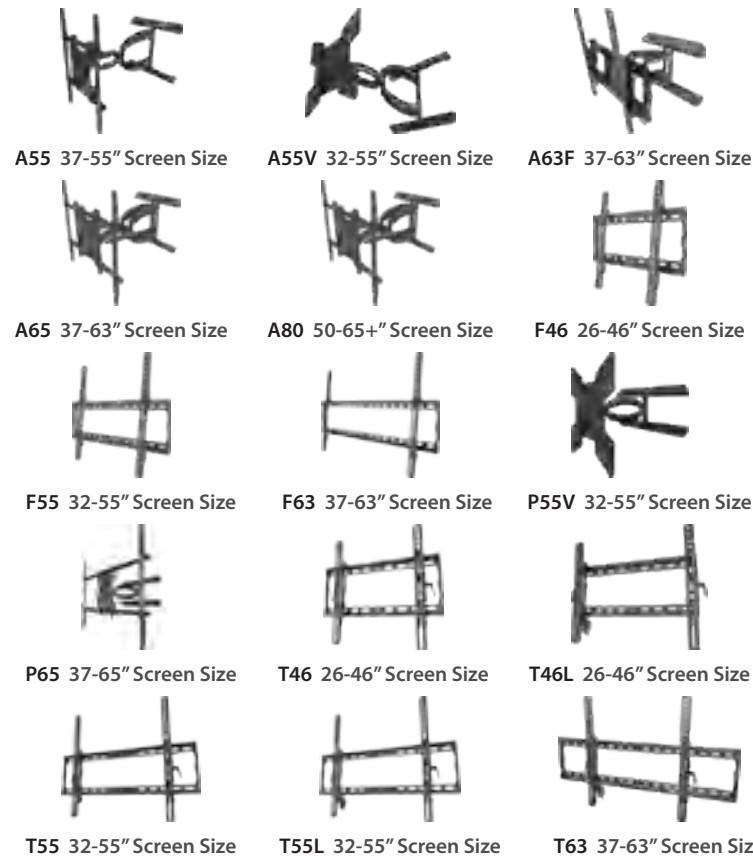 A55 37-55” Screen Size A55V 32-55” Screen Size A63F 37-63” Screen Size
A65 37-63” Screen Size A80 50-65+” Screen Size F46 26-46” Screen Size
F55 32-55” Screen Size F63 37-63” Screen Size P55V 32-55” Screen Size
P65 37-65” Screen Size T46 26-46” Screen Size T46L 26-46” Screen Size
T55 32-55” Screen Size T55L 32-55” Screen Size T63 37-63” Screen Siz